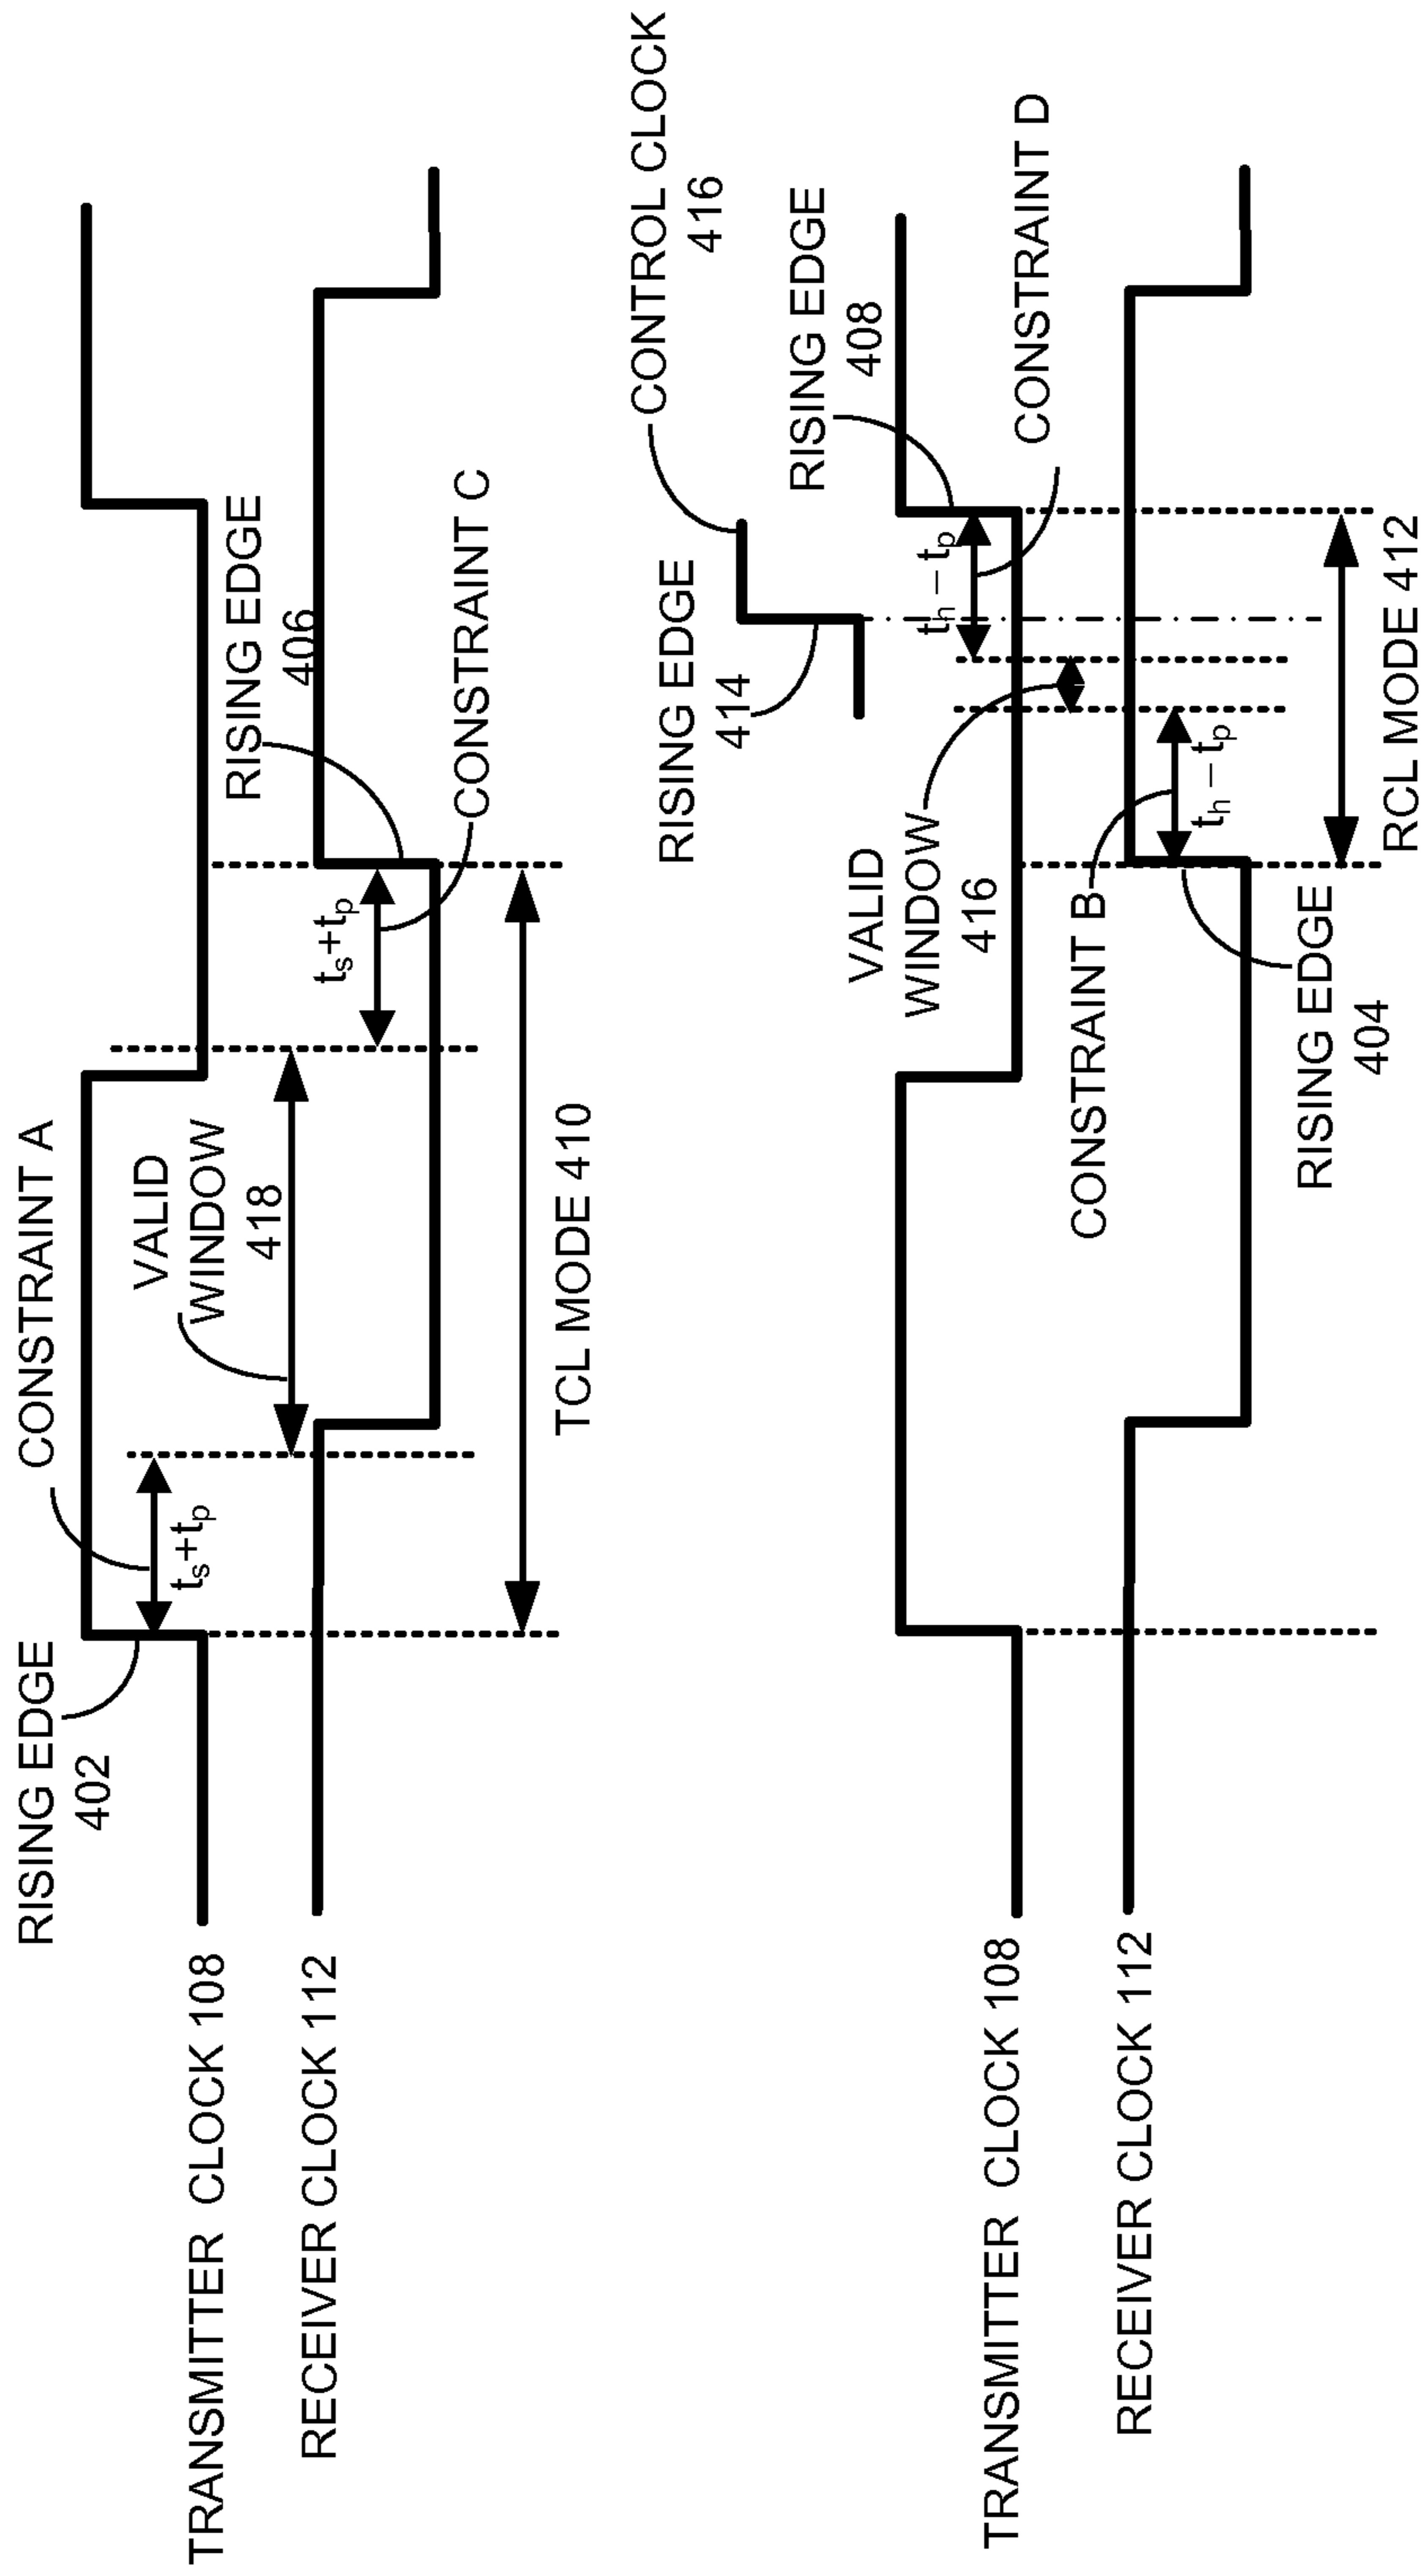 RISING EDGE
402
CONSTRAINT A
TRANSMITTER CLOCK 108
tₛ+tₚ
VALID
WINDOW
418
RISING EDGE
406
RECEIVER CLOCK 112
tₛ+tₚ
CONSTRAINT C
TCL MODE 410
CONTROL CLOCK
416
RISING EDGE
414
RISING EDGE
408
VALID
WINDOW
416
tₕ – tₚ
CONSTRAINT D
TRANSMITTER CLOCK 108
CONSTRAINT B
RECEIVER CLOCK 112
tₕ – tₚ
RISING EDGE
404
RCL MODE 412